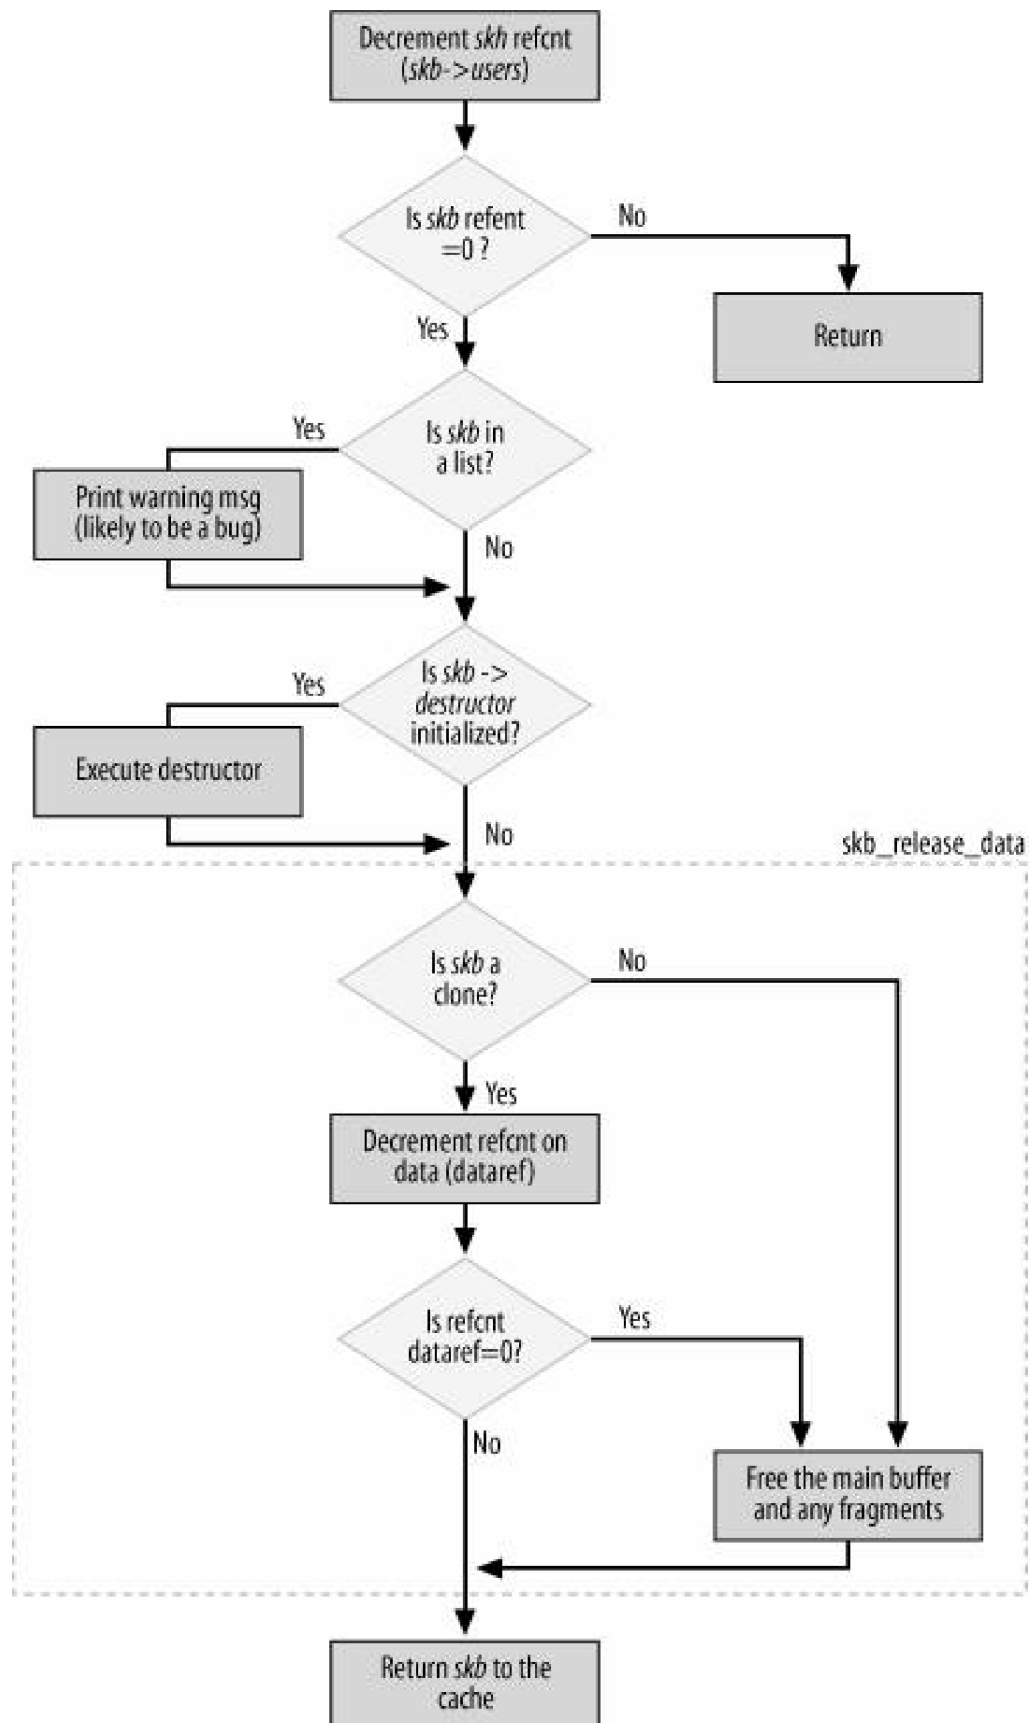 Decrement skh refcnt
(skb->users)
Is skb refent
=0 ?
No
Return
Yes
Is skb in
a list?
Yes
Print warning msg
(likely to be a bug)
No
Is skb ->
destructor
initialized?
Yes
Execute destructor
No
skb_release_data
Is skb a
clone?
No
Yes
Decrement refcnt on
data (dataref)
Is refcnt
dataref=0?
Yes
No
Free the main buffer
and any fragments
Return skb to the
cache